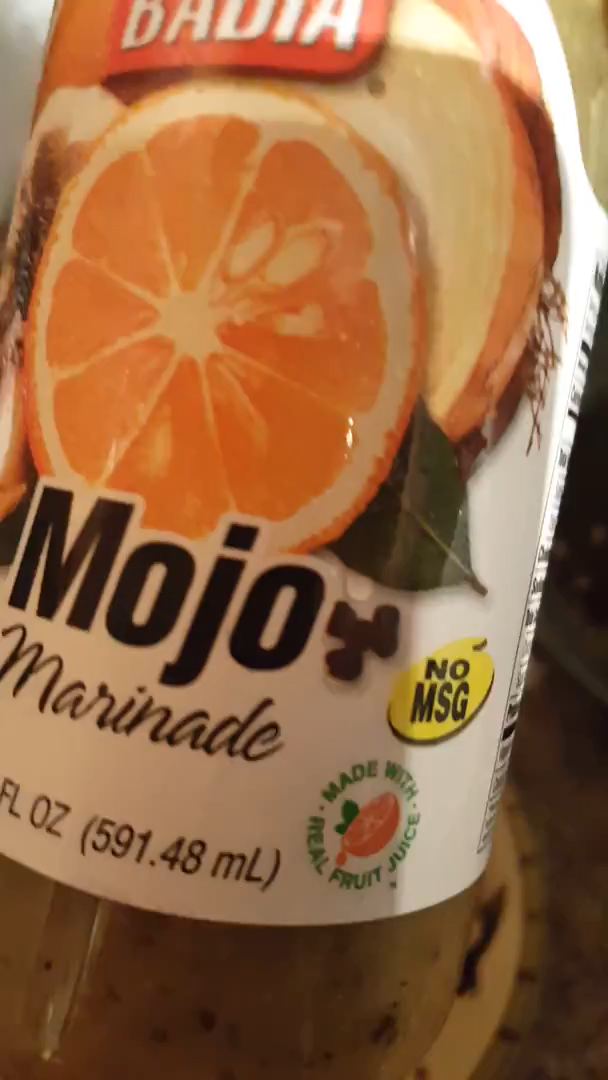 BADIA
Mojo
Marinade
NO
MSG
FL OZ (591.48 mL)
MADE WITH
REAL FRUIT JUICE